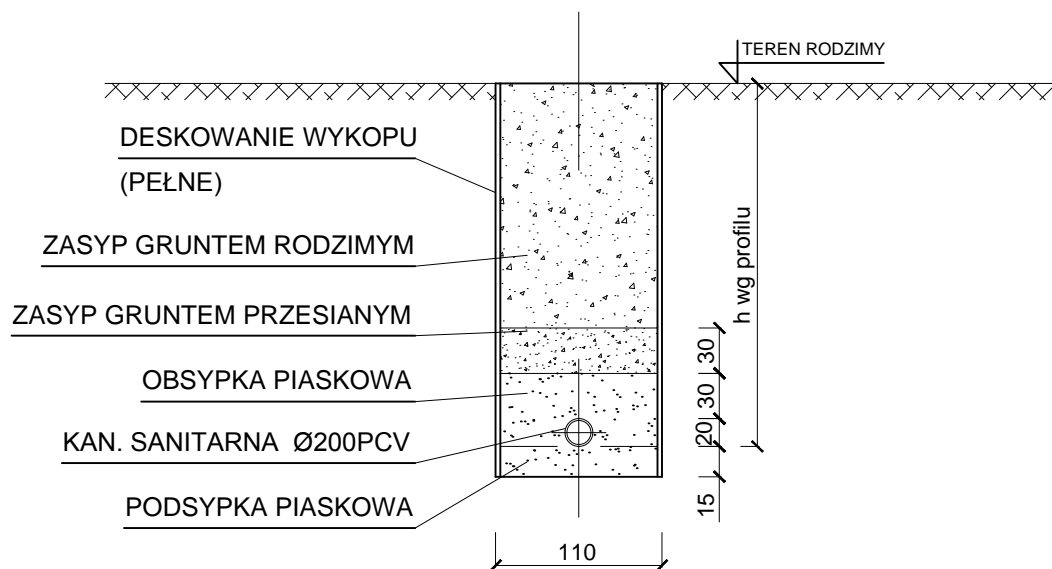 TEREN RODZIMY
DESKOWANIE WYKOPU
(PEŁNE)
ZASYP GRUNTEM RODZIMYM
ZASYP GRUNTEM PRZESIANYM
OBSYPKA PIASKOWA
KAN. SANITARNA Ø200PCV
PODSYPKA PIASKOWA
h wg profilu
30
30
20
15
110